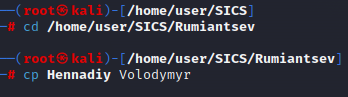 ──(root㉿kali)-[/home/user/SICS]
─# cd /home/user/SICS/Rumiantsev
──(root㉿kali)-[/home/user/SICS/Rumiantsev]
─# cp Hennadiy Volodymyr